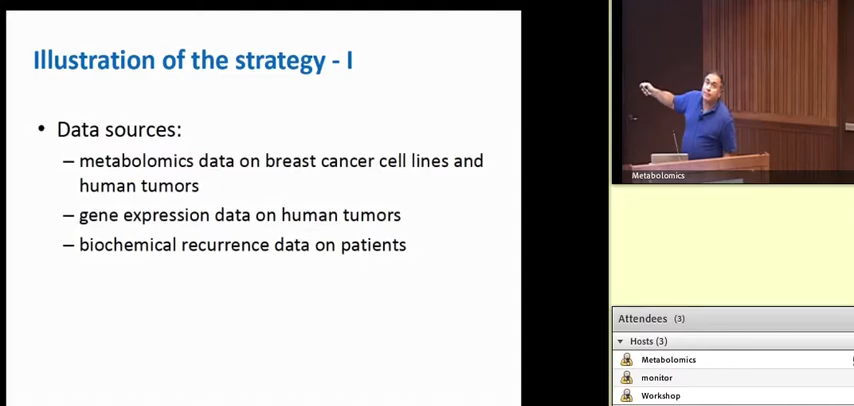 Illustration of the strategy - I
• Data sources:
– metabolomics data on breast cancer cell lines and
human tumors
– gene expression data on human tumors
– biochemical recurrence data on patients
Metabolomics
Attendees (3)
Hosts (3)
Metabolomics
monitor
Workshop